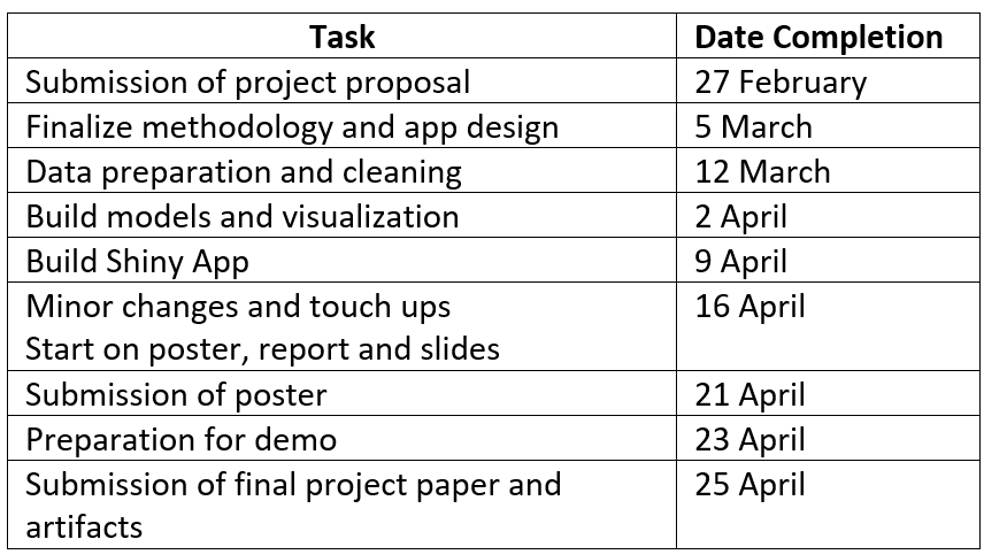 Task Date Completion
Submission of project proposal 27 February
Finalize methodology and app design 5 March
Data preparation and cleaning 12 March
Build models and visualization 2 April
Build Shiny App 9 April
Minor changes and touch ups 16 April
Start on poster, report and slides
Submission of poster 21 April
Preparation for demo 23 April
Submission of final project paper and 25 April
artifacts